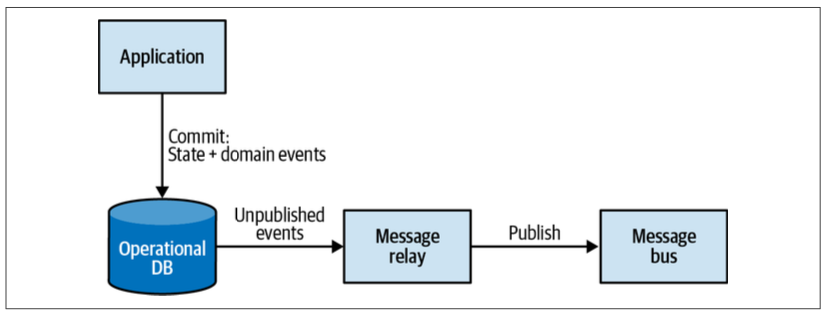 Application
Commit:
State + domain events
Operational
DB
Unpublished
events
Message
relay
Publish
Message
bus